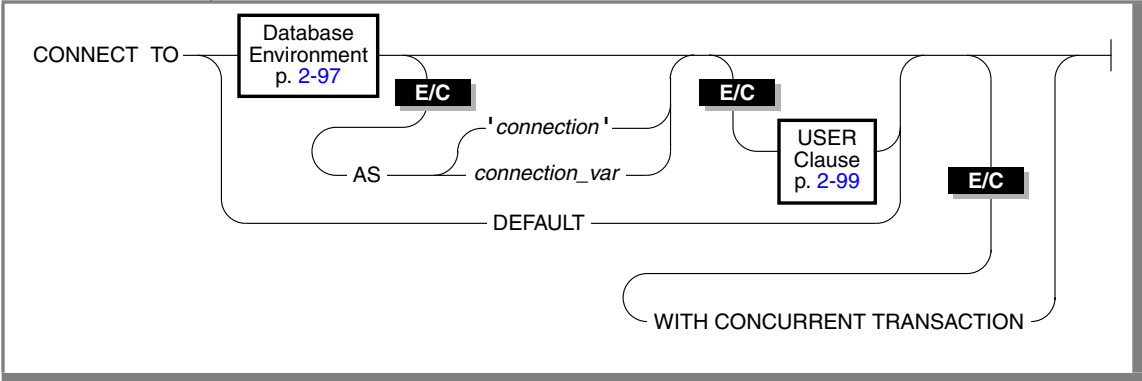 CONNECT TO
Database
Environment
p. 2-97
E/C
AS
'connection'
connection_var
E/C
USER
Clause
p. 2-99
DEFAULT
E/C
WITH CONCURRENT TRANSACTION